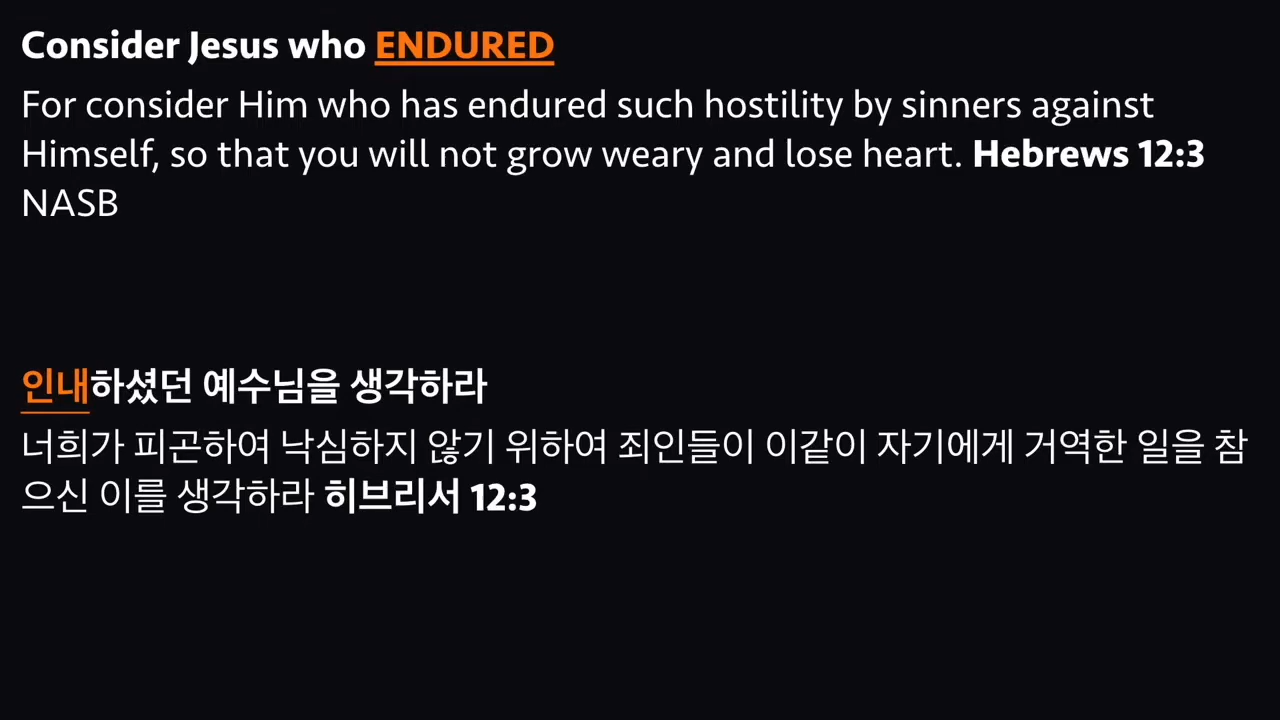 Consider Jesus who ENDURED
For consider Him who has endured such hostility by sinners against
Himself, so that you will not grow weary and lose heart. Hebrews 12:3
NASB
인내하셨던 예수님을 생각하라
너희가 피곤하여 낙심하지 않기 위하여 죄인들이 이같이 자기에게 거역한 일을 참
으신 이를 생각하라 히브리서 12:3